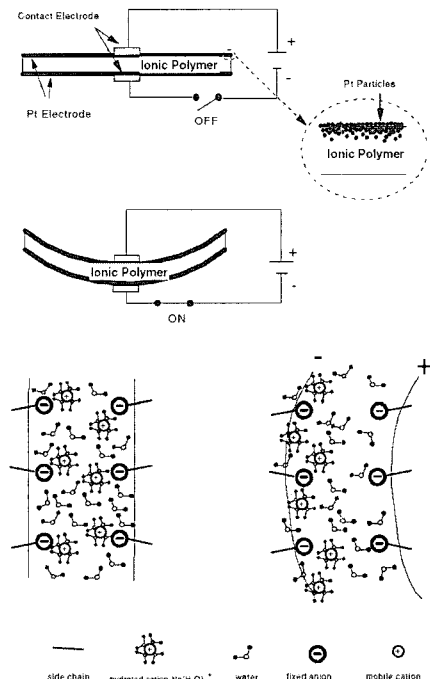 Contact Electrode
+
Ionic Polymer
-
Pt Electrode
OFF
Pt Particles
Ionic Polymer
+
Ionic Polymer
-
ON
-
+
side chain
water
fixed anion
mobile cation